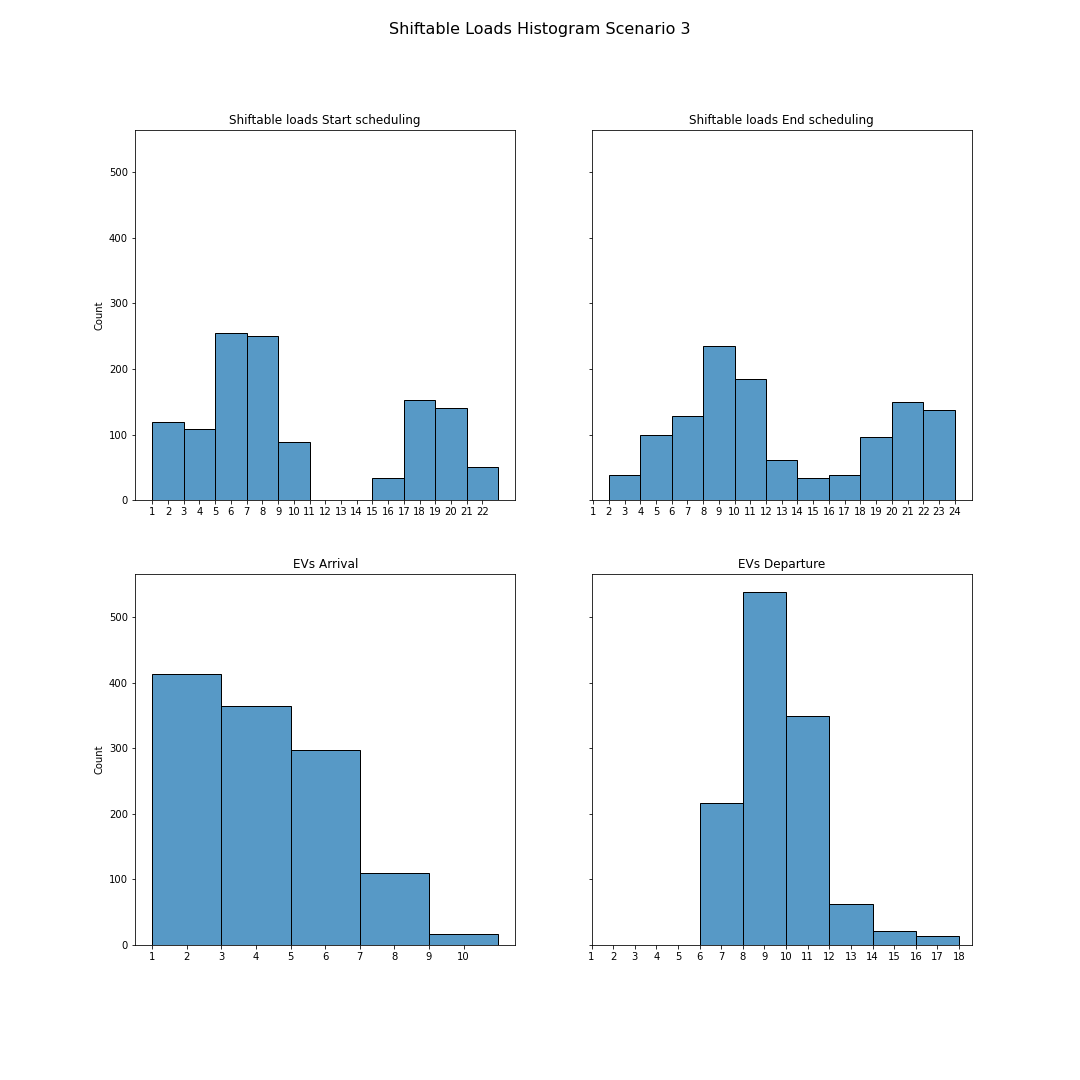 Shiftable Loads Histogram Scenario 3
Shiftable loads Start scheduling
Count
500
400
300
200
100
0
1 2 3 4 5 6 7 8 9 10 11 12 13 14 15 16 17 18 19 20 21 22
Shiftable loads End scheduling
1 2 3 4 5 6 7 8 9 10 11 12 13 14 15 16 17 18 19 20 21 22 23 24
EVs Arrival
Count
500
400
300
200
100
0
1 2 3 4 5 6 7 8 9 10
EVs Departure
1 2 3 4 5 6 7 8 9 10 11 12 13 14 15 16 17 18